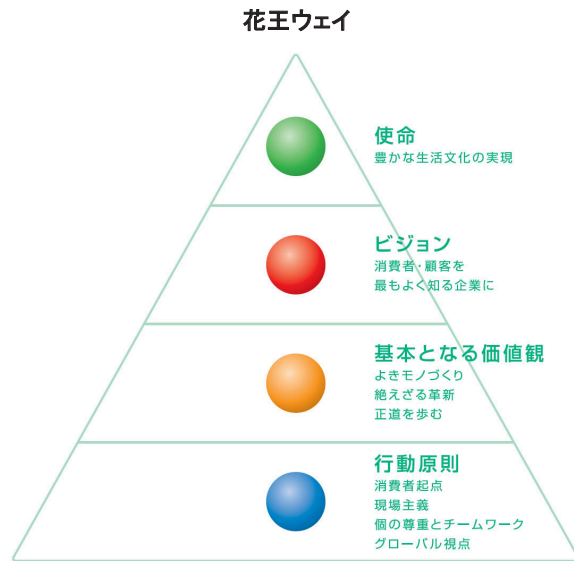 花王ウェイ
使命
豊かな生活文化の実現
ビジョン
消費者・顧客を
最もよく知る企業に
基本となる価値観
よきモノづくり
絶えざる革新
正道を歩む
行動原則
消費者起点
現場主義
個の尊重とチームワーク
グローバル視点